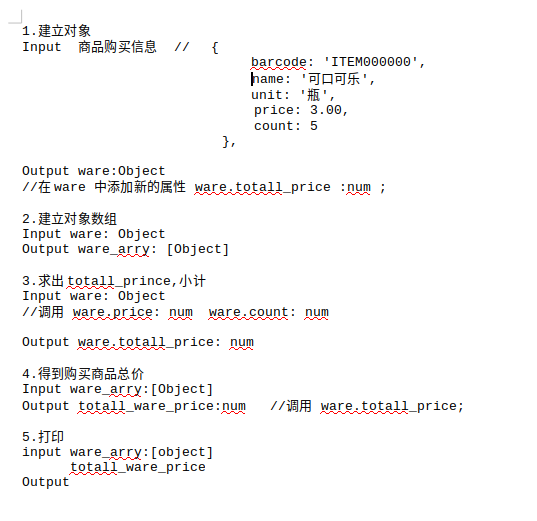 1.建立对象
Input  商品购买信息  //  {
barcode: 'ITEM000000',
name: '可口可乐',
unit: '瓶',
price: 3.00,
count: 5
},
Output ware:Object
//在ware 中添加新的属性 ware.totall_price :num ;
2.建立对象数组
Input ware: Object
Output ware_arry: [Object]
3.求出totall_prince,小计
Input ware: Object
//调用 ware.price: num  ware.count: num
Output ware.totall_price: num
4.得到购买商品总价
Input ware_arry:[Object]
Output totall_ware_price:num   //调用 ware.totall_price;
5.打印
input ware_arry:[object]
totall_ware_price
Output